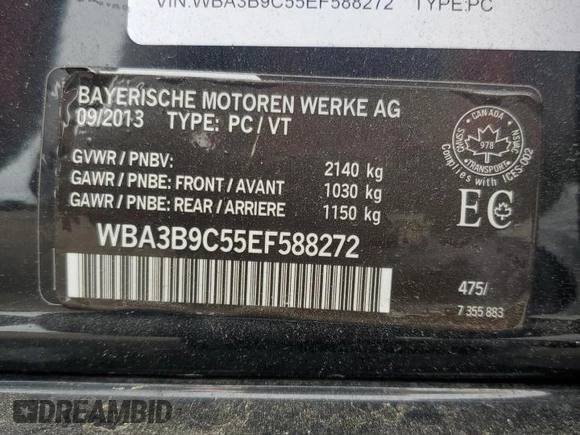 VIN:WBA3B9C55EF588272 TYPE:PC
BAYERISCHE MOTOREN WERKE AG
09/2013 TYPE: PC/VT
GVWR/PNBV: 2140 kg
GAWR/PNBE: FRONT/AVANT 1030 kg
GAWR/PNBE: REAR/ARRIERE 1150 kg
WBA3B9C55EF588272
CANADA
978
TRANSPORT
Complies with ICES-002
EC
475/
7 355 883
DREAMBID